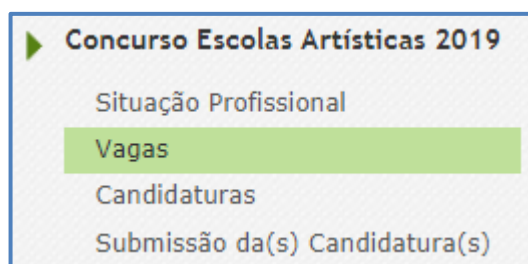 Concurso Escolas Artísticas 2019
Situação Profissional
Vagas
Candidaturas
Submissão da(s) Candidatura(s)